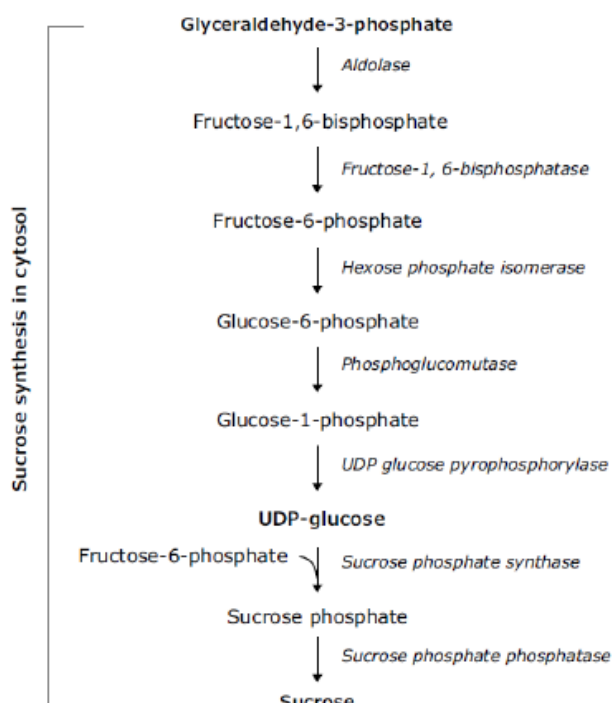 Glyceraldehyde-3-phosphate
Aldolase
Fructose-1,6-bisphosphate
Fructose-1, 6-bisphosphatase
Fructose-6-phosphate
Hexose phosphate isomerase
Glucose-6-phosphate
Phosphoglucomutase
Glucose-1-phosphate
UDP glucose pyrophosphorylase
UDP-glucose
Fructose-6-phosphate
Sucrose phosphate synthase
Sucrose phosphate
Sucrose phosphate phosphatase
Sucrose
Sucrose synthesis in cytosol